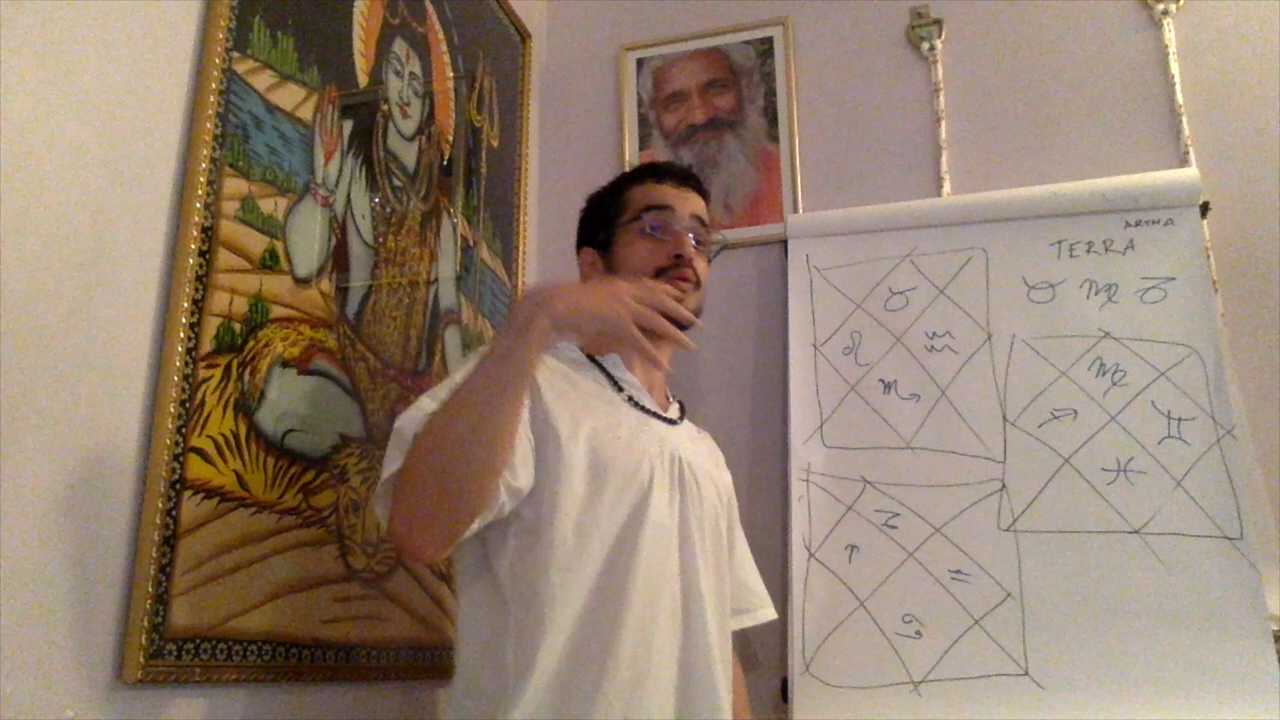 ARTHA
TERRA
♉ ♍ ♑
♉
♌ ♒
♏
♍
♐ ♊
♓
♑
♋